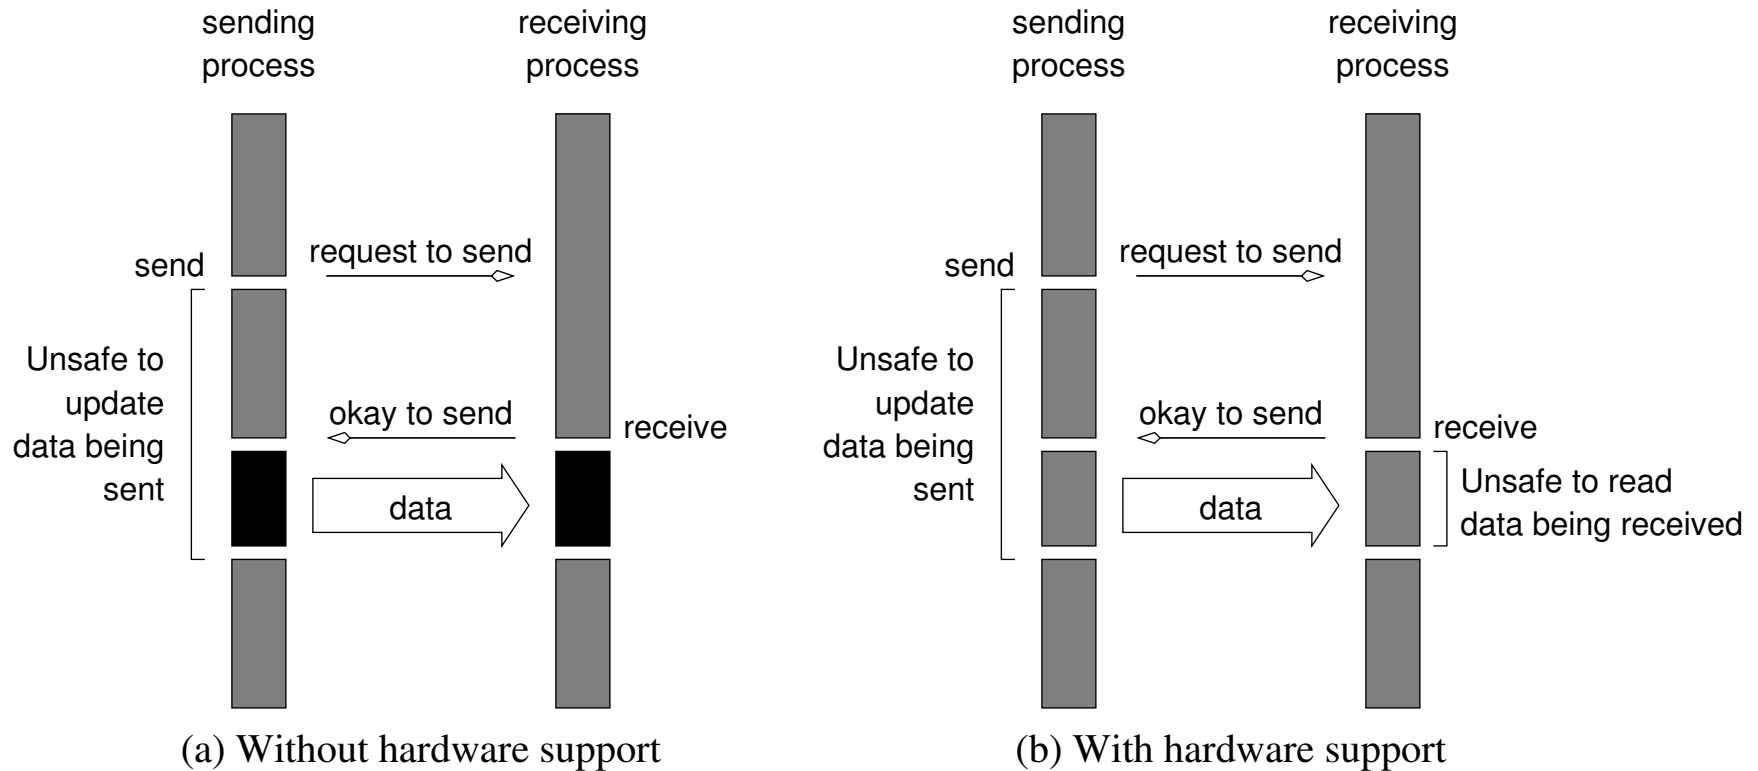 sending
process
receiving
process
send
request to send
Unsafe to
update
data being
sent
okay to send
receive
data
(a) Without hardware support
sending
process
receiving
process
send
request to send
Unsafe to
update
data being
sent
okay to send
receive
data
Unsafe to read
data being received
(b) With hardware support